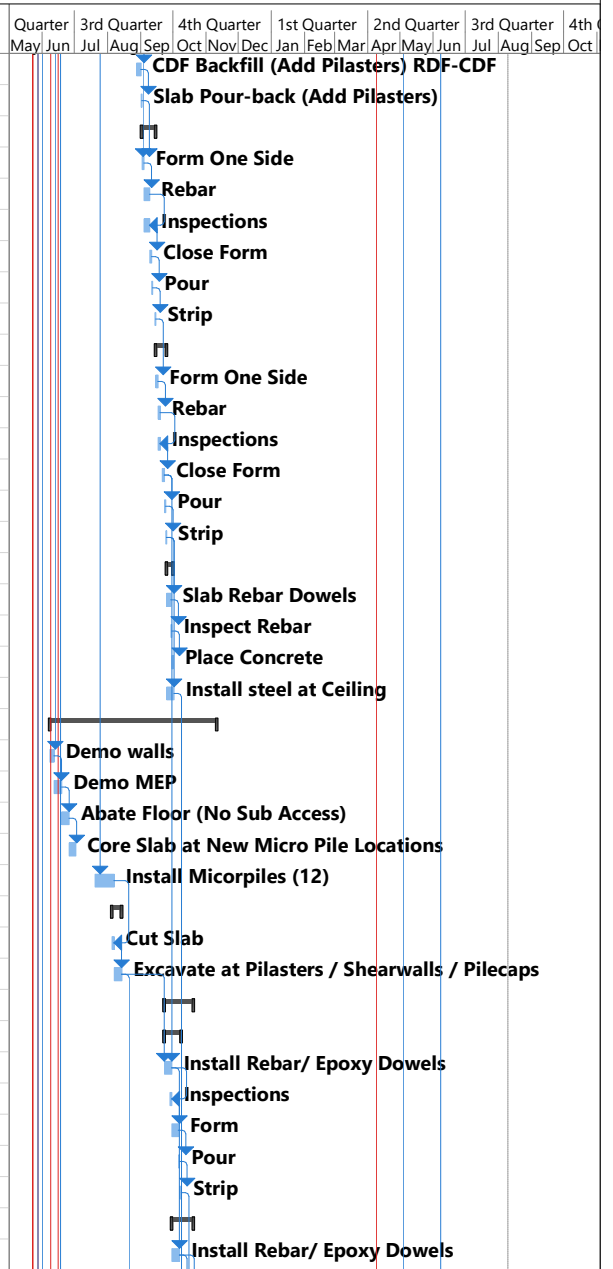 Quarter 3rd Quarter 4th Quarter 1st Quarter 2nd Quarter 3rd Quarter 4th
May Jun Jul Aug Sep Oct Nov Dec Jan Feb Mar Apr May Jun Jul Aug Sep Oct
CDF Backfill (Add Pilasters) RDF-CDF
Slab Pour-back (Add Pilasters)
Form One Side
Rebar
Inspections
Close Form
Pour
Strip
Form One Side
Rebar
Inspections
Close Form
Pour
Strip
Slab Rebar Dowels
Inspect Rebar
Place Concrete
Install steel at Ceiling
Demo walls
Demo MEP
Abate Floor (No Sub Access)
Core Slab at New Micro Pile Locations
Install Micorpiles (12)
Cut Slab
Excavate at Pilasters / Shearwalls / Pilecaps
Install Rebar/ Epoxy Dowels
Inspections
Form
Pour
Strip
Install Rebar/ Epoxy Dowels